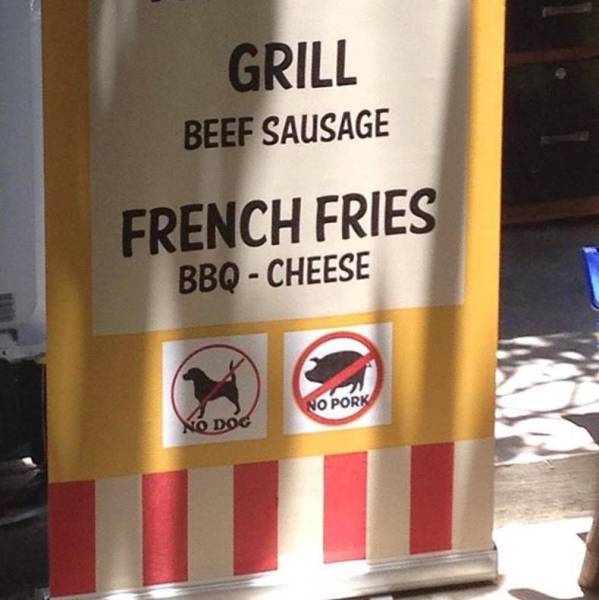 GRILL
BEEF SAUSAGE
FRENCH FRIES
BBQ - CHEESE
NO DOG
NO PORK